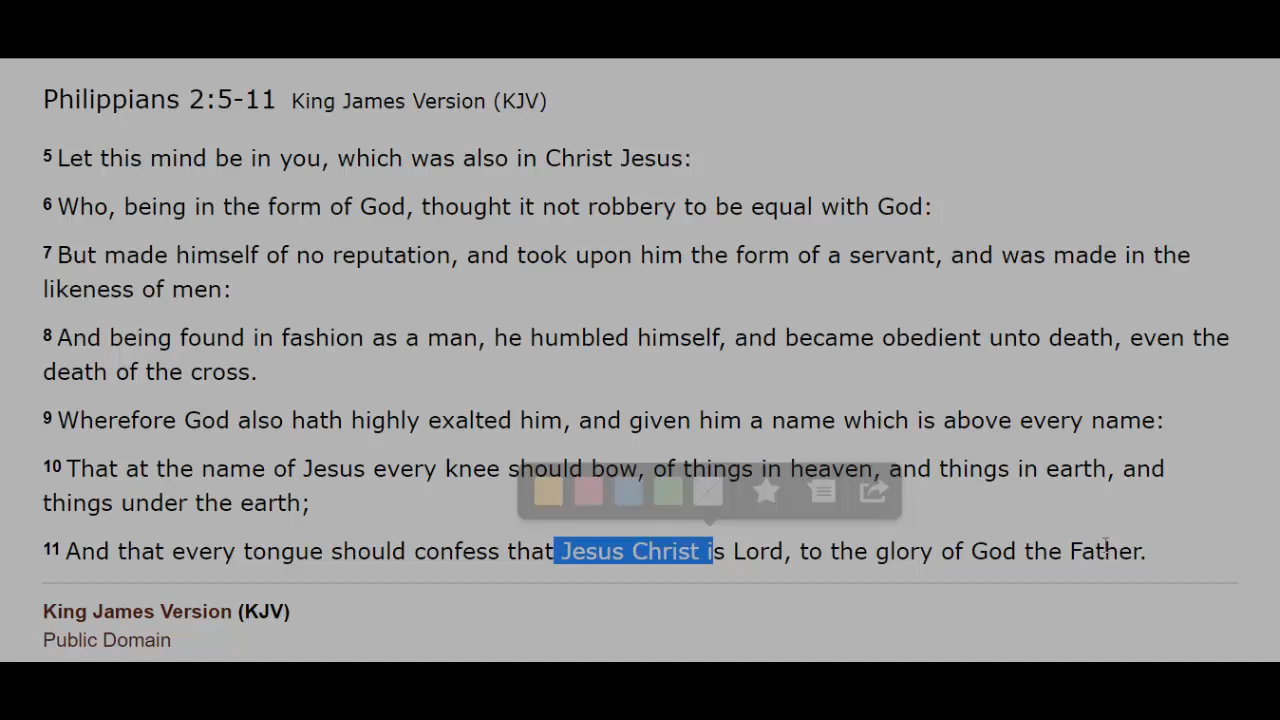 Philippians 2:5-11 King James Version (KJV)
5 Let this mind be in you, which was also in Christ Jesus:
6 Who, being in the form of God, thought it not robbery to be equal with God:
7 But made himself of no reputation, and took upon him the form of a servant, and was made in the
likeness of men:
8 And being found in fashion as a man, he humbled himself, and became obedient unto death, even the
death of the cross.
9 Wherefore God also hath highly exalted him, and given him a name which is above every name:
10 That at the name of Jesus every knee should bow, of things in heaven, and things in earth, and
things under the earth;
11 And that every tongue should confess that Jesus Christ is Lord, to the glory of God the Father.
King James Version (KJV)
Public Domain